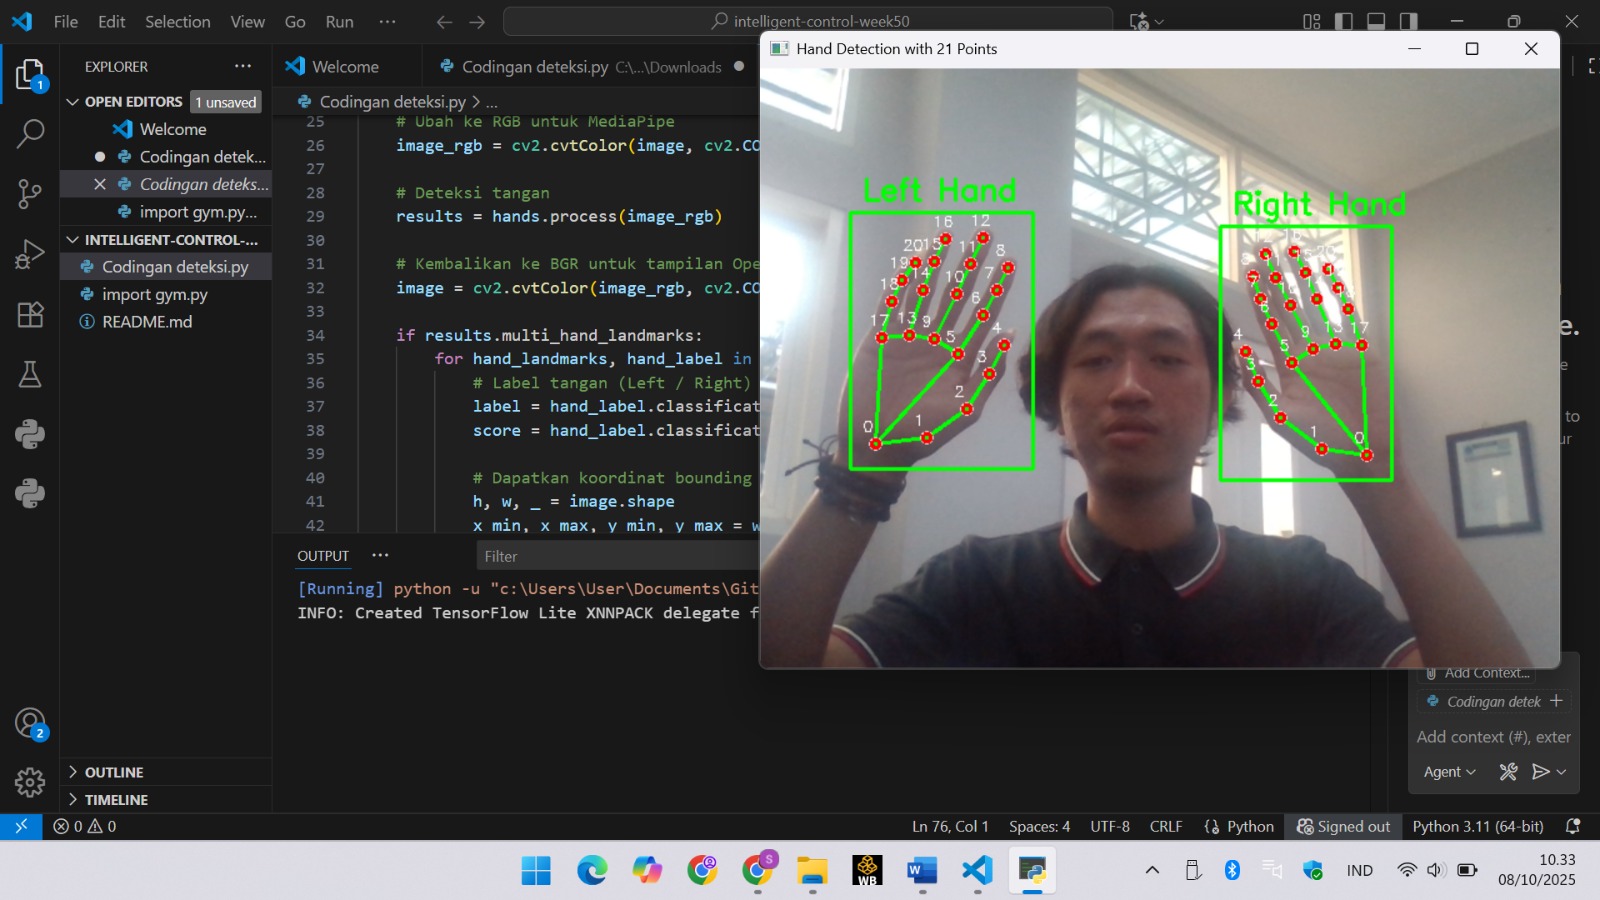 File Edit Selection View Go Run ···
intelligent-control-week50
EXPLORER
OPEN EDITORS 1 unsaved
Welcome
Codingan detek...
Codingan deteks...
import gym.py...
INTELLIGENT-CONTROL-...
Codingan deteksi.py
import gym.py
README.md
OUTLINE
TIMELINE
1
2
Welcome
Codingan deteksi.py C:\...\Downloads
Codingan deteksi.py > ...
25 # Ubah ke RGB untuk MediaPipe
26 image_rgb = cv2.cvtColor(image, cv2.CO
27
28 # Deteksi tangan
29 results = hands.process(image_rgb)
30
31 # Kembalikan ke BGR untuk tampilan Ope
32 image = cv2.cvtColor(image_rgb, cv2.CO
33
34 if results.multi_hand_landmarks:
35 for hand_landmarks, hand_label in
36 # Label tangan (Left / Right)
37 label = hand_label.classificat
38 score = hand_label.classificat
39
40 # Dapatkan koordinat bounding
41 h, w, _ = image.shape
42 x_min, x_max, y_min, y_max = w
OUTPUT ···
Filter
[Running] python -u "c:\Users\User\Documents\Git
INFO: Created TensorFlow Lite XNNPACK delegate f
Hand Detection with 21 Points
Left Hand
16 12
20 15 11 8
19 14 10 7
18 6
17 13 9 5 4
3
2
0 1
Right Hand
8
7
6
4 5 9 13 17
3
2
1 0
e.
e
to
ur
Add Context...
Codingan detek +
Add context (#), exter
Agent
0 0
Ln 76, Col 1 Spaces: 4 UTF-8 CRLF {} Python Signed out Python 3.11 (64-bit)
S
WB
W
IND
10.33
08/10/2025